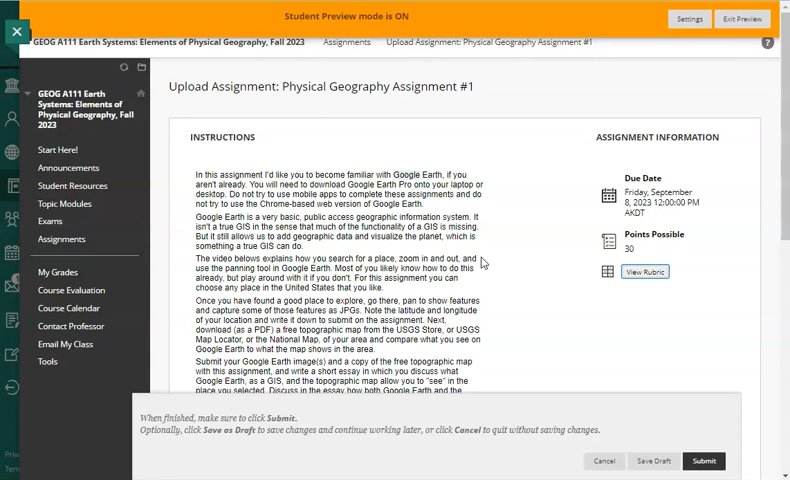 Student Preview mode is ON
Settings
Exit Preview
GEOG A111 Earth Systems: Elements of Physical Geography, Fall 2023
Assignments
Upload Assignment: Physical Geography Assignment #1
?
GEOG A111 Earth
Systems: Elements of
Physical Geography, Fall
2023
Start Here!
Announcements
Student Resources
Topic Modules
Exams
Assignments
My Grades
Course Evaluation
Course Calendar
Contact Professor
Email My Class
Tools
Upload Assignment: Physical Geography Assignment #1
INSTRUCTIONS
In this assignment I'd like you to become familiar with Google Earth, if you
aren't already. You will need to download Google Earth Pro onto your laptop or
desktop. Do not try to use mobile apps to complete these assignments and do
not try to use the Chrome-based web version of Google Earth.
Google Earth is a very basic, public access geographic information system. It
isn't a true GIS in the sense that much of the functionality of a GIS is missing.
But it still allows us to add geographic data and visualize the planet, which is
something a true GIS can do.
The video belows explains how you search for a place, zoom in and out, and
use the panning tool in Google Earth. Most of you likely know how to do this
already, but play around with it if you don't. For this assignment you can
choose any place in the United States that you like.
Once you have found a good place to explore, go there, pan to show features
and capture some of those features as JPGs. Note the latitude and longitude
of your location and write it down to submit on the assignment. Next,
download (as a PDF) a free topographic map from the USGS Store, or USGS
Map Locator, or the National Map, of your area and compare what you see on
Google Earth to what the map shows in the area.
Submit your Google Earth image(s) and a copy of the free topographic map
with this assignment, and write a short essay in which you discuss what
Google Earth, as a GIS, and the topographic map allow you to "see" in the
place you selected. Discuss in the essay how both Google Earth and the
ASSIGNMENT INFORMATION
Due Date
Friday, September
8, 2023 12:00:00 PM
AKDT
Points Possible
30
View Rubric
When finished, make sure to click Submit.
Optionally, click Save as Draft to save changes and continue working later, or click Cancel to quit without saving changes.
Cancel
Save Draft
Submit